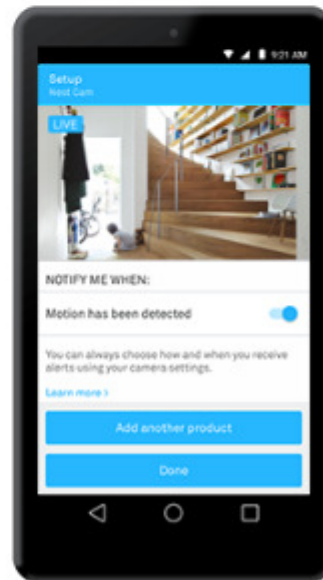 9:21 AM
Setup
Nest Cam
LIVE
NOTIFY ME WHEN:
Motion has been detected
You can always choose how and when you receive
alerts using your camera settings.
Learn more >
Add another product
Done